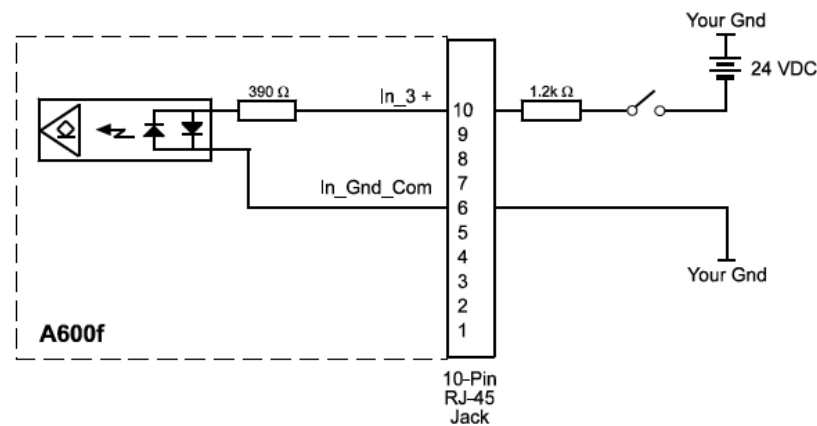 Your Gnd
24 VDC
390 Ω
In_3 +
10
1.2k Ω
9
8
7
In_Gnd_Com
6
5
4
Your Gnd
3
2
A600f
1
10-Pin
RJ-45
Jack